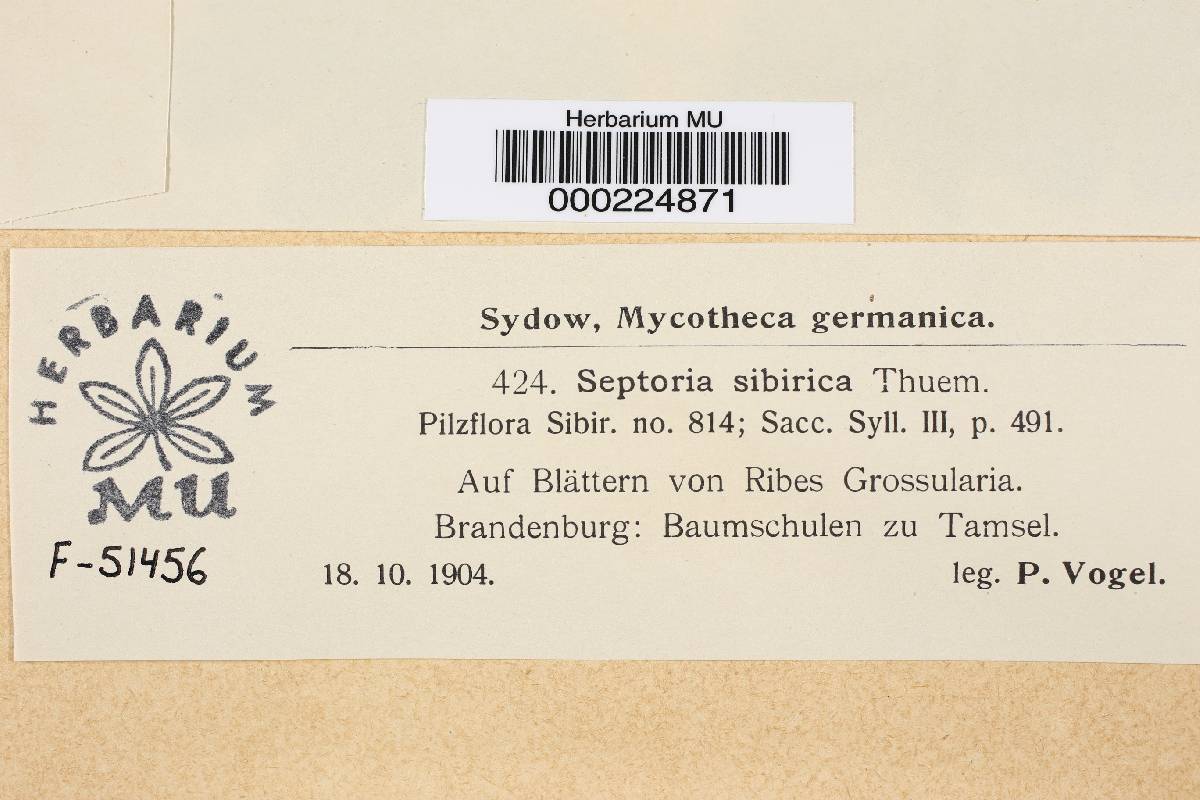 Herbarium MU
000224871
HERBARIUM
MU
F-51456
Sydow, Mycotheca germanica.
424. Septoria sibirica Thuem.
Pilzflora Sibir. no. 814; Sacc. Syll. III, p. 491.
Auf Blättern von Ribes Grossularia.
Brandenburg: Baumschulen zu Tamsel.
18. 10. 1904. leg. P. Vogel.